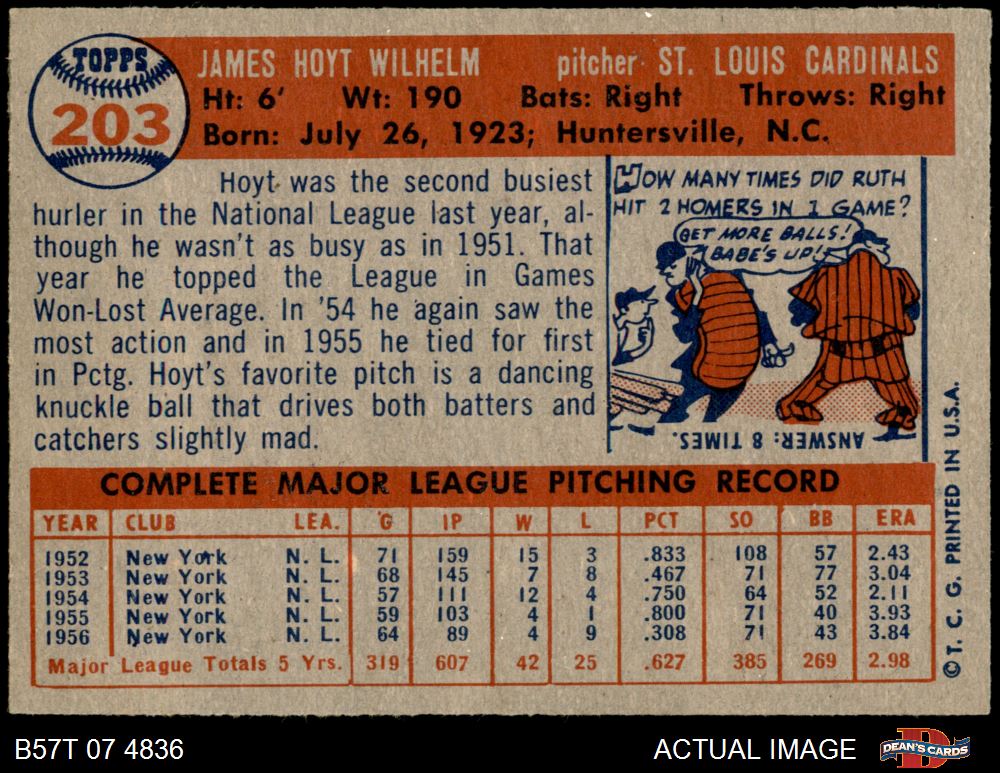 TOPPS
203
JAMES HOYT WILHELM pitcher ST. LOUIS CARDINALS
Ht: 6' Wt: 190 Bats: Right Throws: Right
Born: July 26, 1923; Huntersville, N.C.
Hoyt was the second busiest
hurler in the National League last year, al-
though he wasn't as busy as in 1951. That
year he topped the League in Games
Won-Lost Average. In '54 he again saw the
most action and in 1955 he tied for first
in Pctg. Hoyt's favorite pitch is a dancing
knuckle ball that drives both batters and
catchers slightly mad.
HOW MANY TIMES DID RUTH
HIT 2 HOMERS IN 1 GAME?
GET MORE BALLS!
BABE'S UP!
ANSWER: 8 TIMES.
COMPLETE MAJOR LEAGUE PITCHING RECORD
YEAR CLUB LEA. G IP W L PCT SO BB ERA
1952 New York N. L. 71 159 15 3 .833 108 57 2.43
1953 New York N. L. 68 145 7 8 .467 71 77 3.04
1954 New York N. L. 57 111 12 4 .750 64 52 2.11
1955 New York N. L. 59 103 4 1 .800 71 40 3.93
1956 New York N. L. 64 89 4 9 .308 71 43 3.84
Major League Totals 5 Yrs. 319 607 42 25 .627 385 269 2.98
© T. C. G. PRINTED IN U.S.A.
B57T 07 4836 ACTUAL IMAGE DEAN'S CARDS